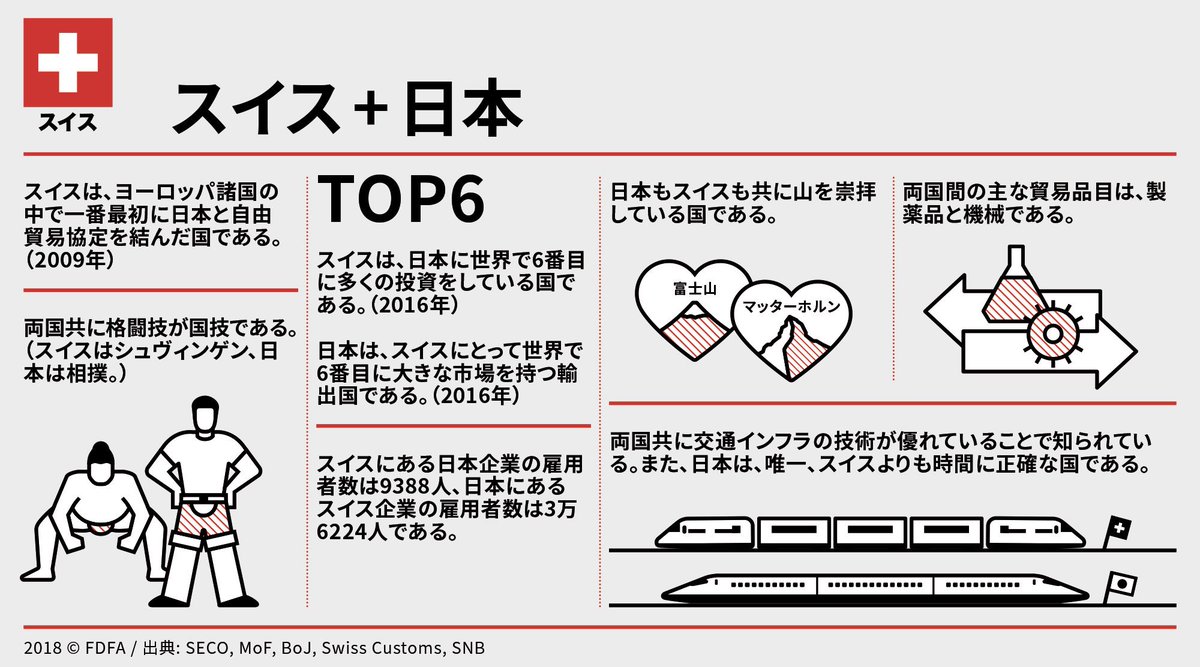 スイス
スイス+日本
スイスは、ヨーロッパ諸国の
中で一番最初に日本と自由
貿易協定を結んだ国である。
（2009年）
両国共に格闘技が国技である。
（スイスはシュヴィンゲン、日
本は相撲。）
TOP6
スイスは、日本に世界で6番目
に多くの投資をしている国で
ある。（2016年）
日本は、スイスにとって世界で
6番目に大きな市場を持つ輸
出国である。（2016年）
スイスにある日本企業の雇用
者数は9388人、日本にある
スイス企業の雇用者数は3万
6224人である。
日本もスイスも共に山を崇拝
している国である。
富士山
マッターホルン
両国間の主な貿易品目は、製
薬品と機械である。
両国共に交通インフラの技術が優れていることで知られてい
る。また、日本は、唯一、スイスよりも時間に正確な国である。
2018 © FDFA / 出典: SECO, MoF, BoJ, Swiss Customs, SNB